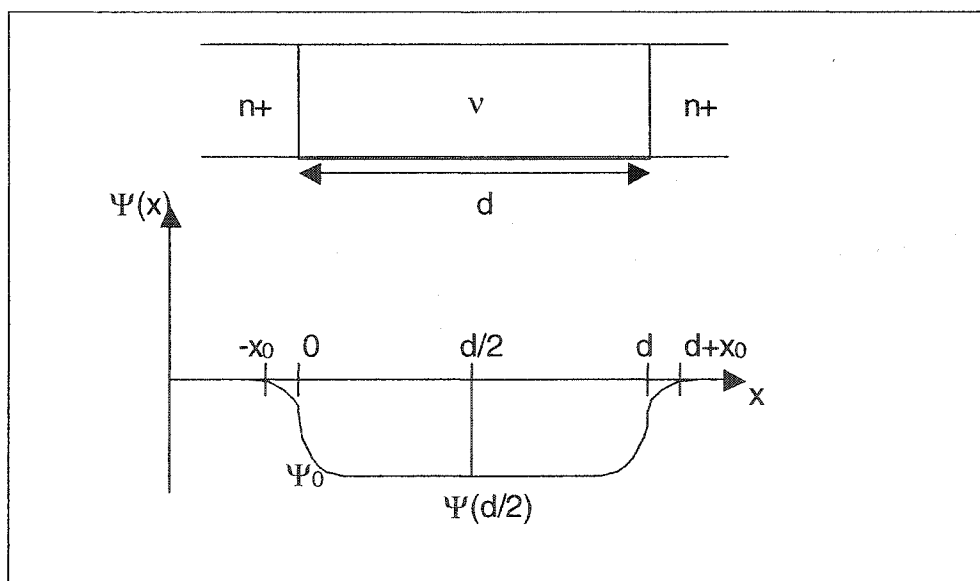 n+ ν n+
d
Ψ(x)
-x₀ 0 d/2 d d+x₀
x
Ψ₀
Ψ(d/2)